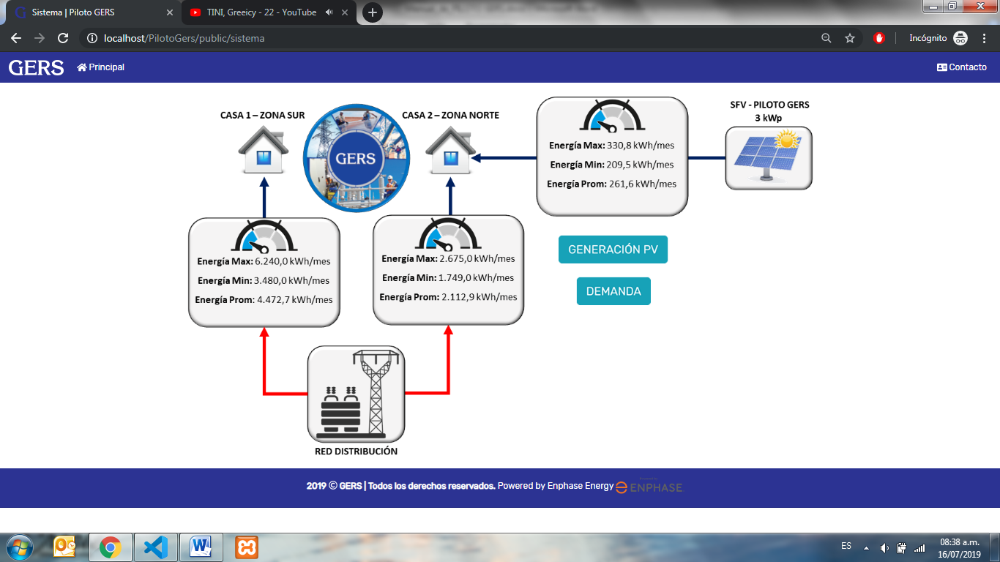 Sistema | Piloto GERS
TINI, Greeicy - 22 - YouTube
localhost/PilotoGers/public/sistema
Incógnito
GERS
Principal
Contacto
CASA 1 – ZONA SUR
GERS
CASA 2 – ZONA NORTE
Energía Max: 330,8 kWh/mes
Energía Min: 209,5 kWh/mes
Energía Prom: 261,6 kWh/mes
SFV - PILOTO GERS
3 kWp
Energía Max: 6.240,0 kWh/mes
Energía Min: 3.480,0 kWh/mes
Energía Prom: 4.472,7 kWh/mes
Energía Max: 2.675,0 kWh/mes
Energía Min: 1.749,0 kWh/mes
Energía Prom: 2.112,9 kWh/mes
GENERACIÓN PV
DEMANDA
RED DISTRIBUCIÓN
2019 © GERS | Todos los derechos reservados. Powered by Enphase Energy ENPHASE
ES
08:38 a.m.
16/07/2019